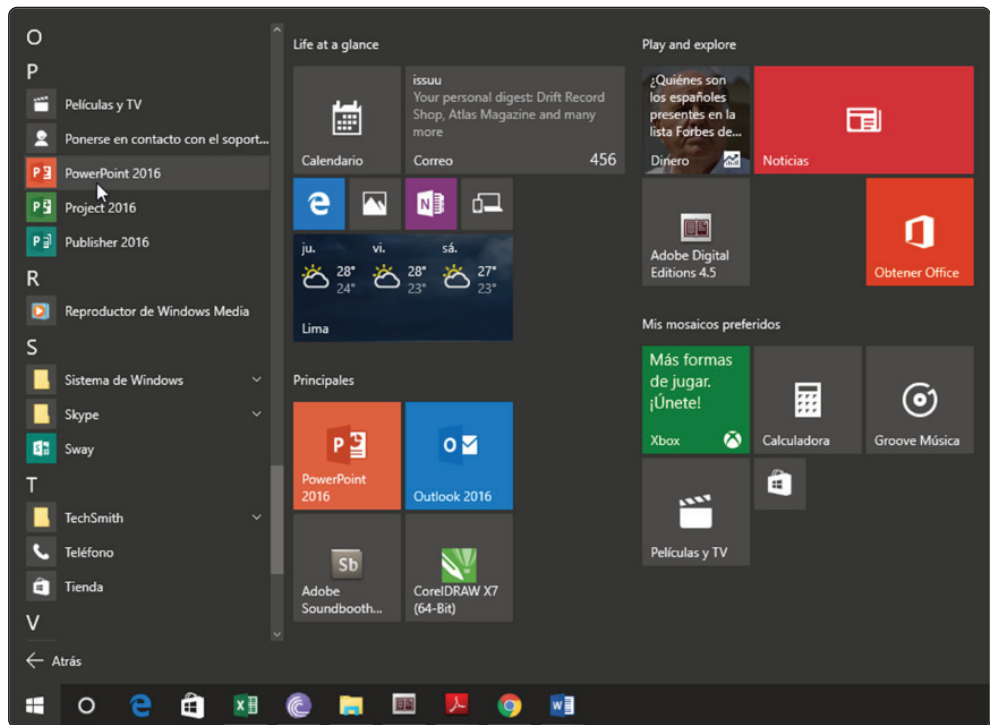 O
P
Películas y TV
Ponerse en contacto con el soport...
PowerPoint 2016
Project 2016
Publisher 2016
R
Reproductor de Windows Media
S
Sistema de Windows
Skype
Sway
T
TechSmith
Teléfono
Tienda
V
Atrás
Life at a glance
Calendario
issuu
Your personal digest: Drift Record
Shop, Atlas Magazine and many
more
Correo
456
ju.
vi.
sá.
28°
24°
28°
23°
27°
23°
Lima
Principales
PowerPoint
2016
Outlook 2016
Sb
Adobe
Soundbooth...
CorelDRAW X7
(64-Bit)
Play and explore
¿Quiénes son
los españoles
presentes en la
lista Forbes de...
Dinero
Noticias
Adobe Digital
Editions 4.5
Obtener Office
Mis mosaicos preferidos
Más formas
de jugar.
¡Únete!
Xbox
Calculadora
Groove Música
Películas y TV